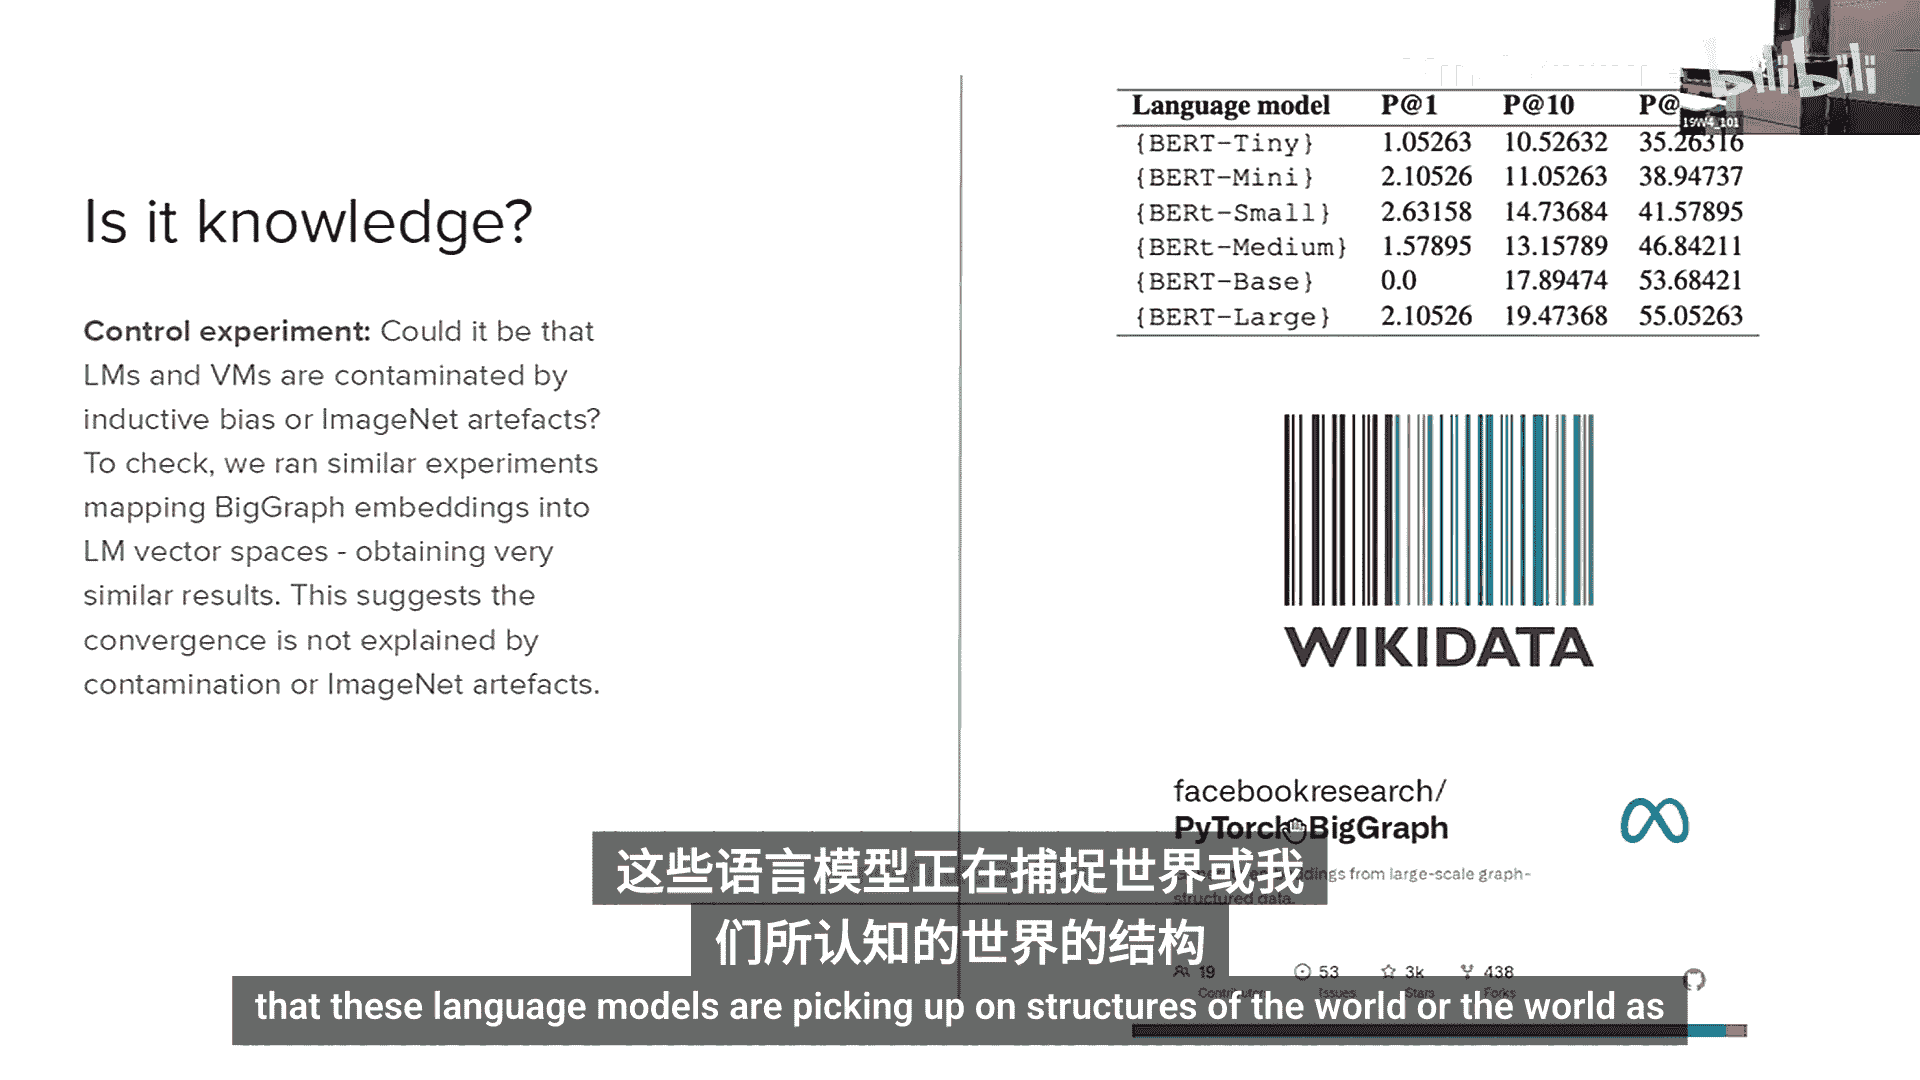 Is it knowledge?
Control experiment: Could it be that
LMs and VMs are contaminated by
inductive bias or ImageNet artefacts?
To check, we ran similar experiments
mapping BigGraph embeddings into
LM vector spaces - obtaining very
similar results. This suggests the
convergence is not explained by
contamination or ImageNet artefacts.
bilibili
19W4_101
Language model P@1 P@10 P@
{BERT-Tiny} 1.05263 10.52632 35.26316
{BERT-Mini} 2.10526 11.05263 38.94737
{BERt-Small} 2.63158 14.73684 41.57895
{BERt-Medium} 1.57895 13.15789 46.84211
{BERT-Base} 0.0 17.89474 53.68421
{BERT-Large} 2.10526 19.47368 55.05263
WIKIDATA
facebookresearch/
PyTorch BigGraph
from large-scale graph-
structured data.
19 53 3k 438
Issues Stars Forks
这些语言模型正在捕捉世界或我
们所认知的世界的结构
that these language models are picking up on structures of the world or the world as